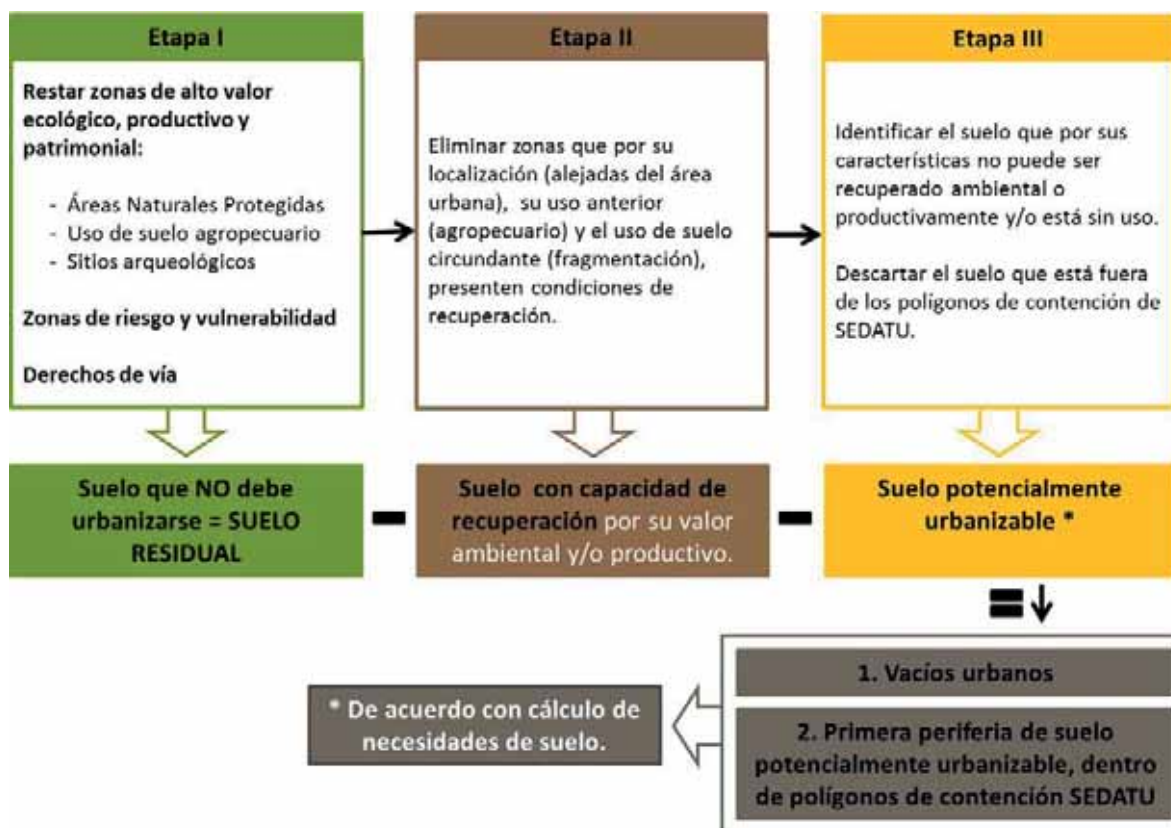 Etapa I
Restar zonas de alto valor
ecológico, productivo y
patrimonial:
- Áreas Naturales Protegidas
- Uso de suelo agropecuario
- Sitios arqueológicos
Zonas de riesgo y vulnerabilidad
Derechos de vía
Etapa II
Eliminar zonas que por su
localización (alejadas del área
urbana), su uso anterior
(agropecuario) y el uso de suelo
circundante (fragmentación),
presenten condiciones de
recuperación.
Etapa III
Identificar el suelo que por sus
características no puede ser
recuperado ambiental o
productivamente y/o está sin uso.
Descartar el suelo que está fuera
de los polígonos de contención de
SEDATU.
Suelo que NO debe
urbanizarse = SUELO
RESIDUAL
-
Suelo con capacidad de
recuperación por su valor
ambiental y/o productivo.
-
Suelo potencialmente
urbanizable *
=
1. Vacíos urbanos
2. Primera periferia de suelo
potencialmente urbanizable, dentro
de polígonos de contención SEDATU
* De acuerdo con cálculo de
necesidades de suelo.